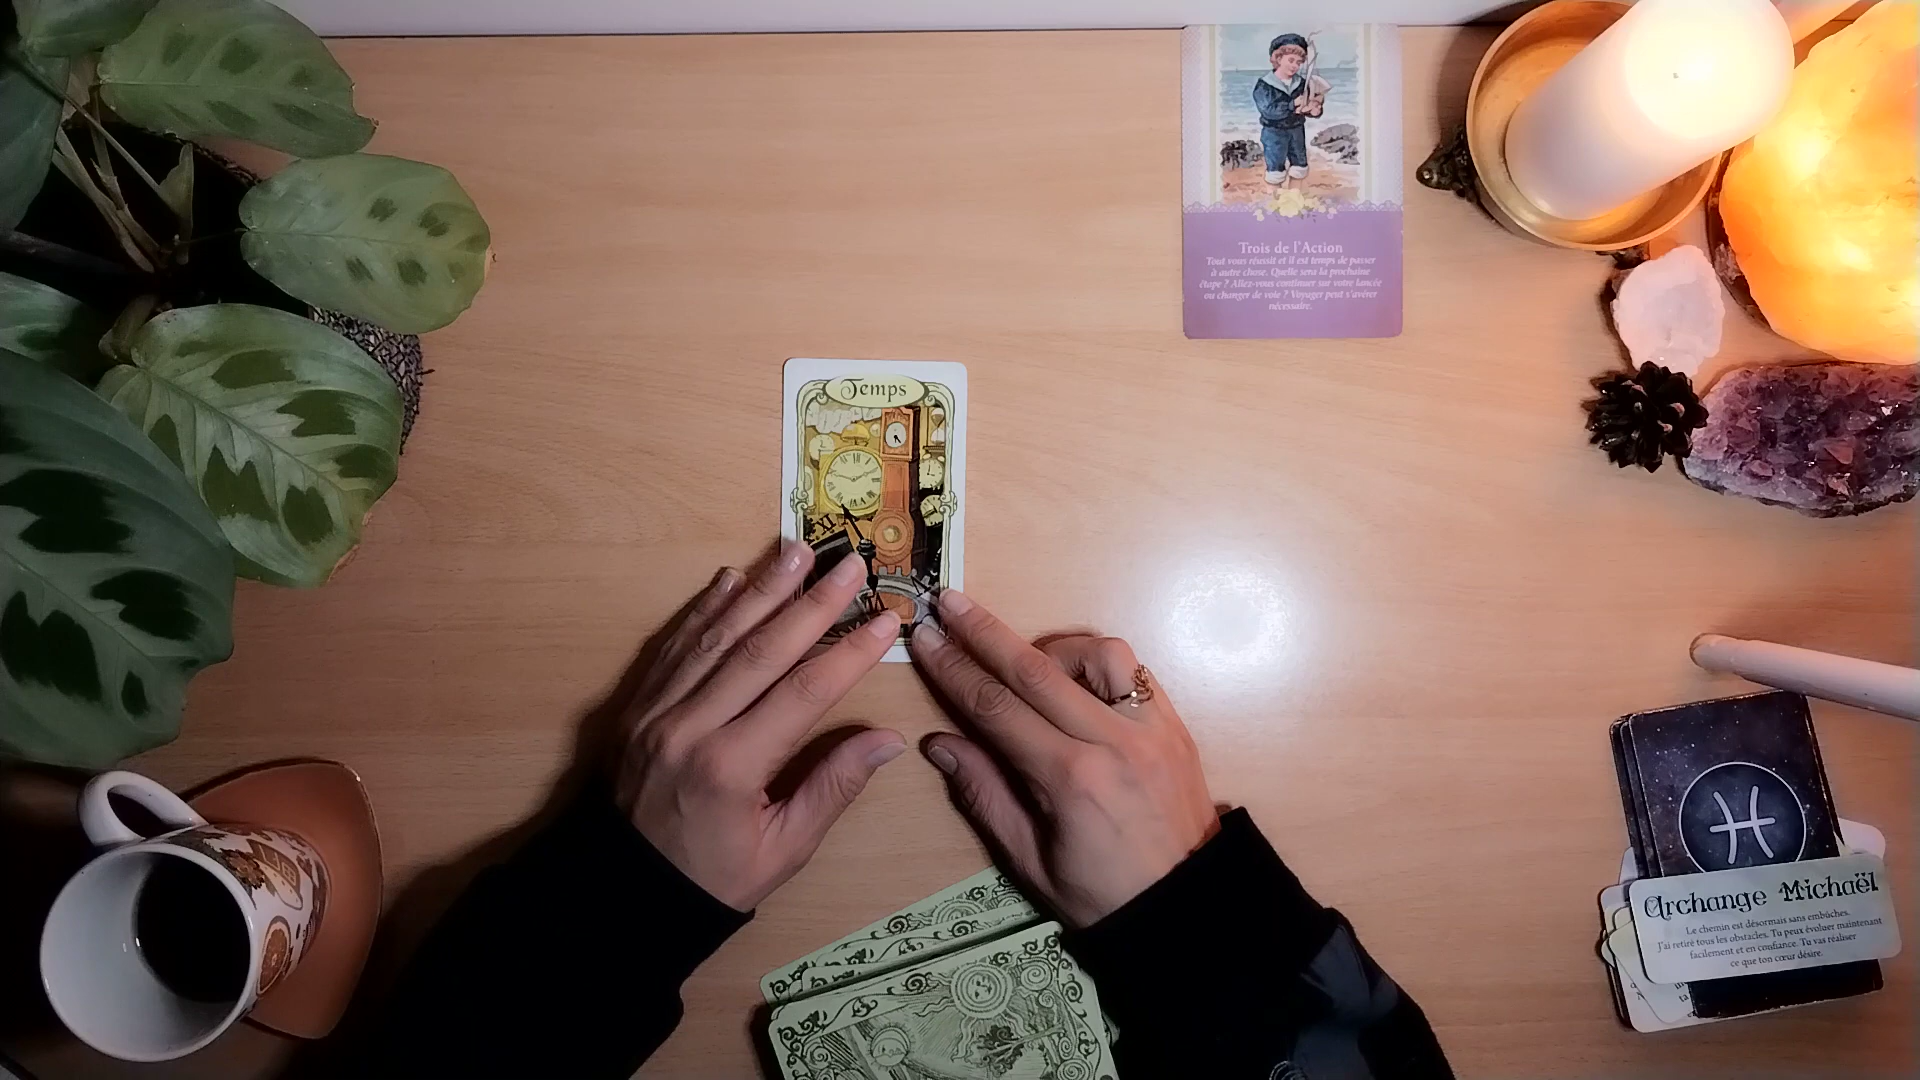 Trois de l'Action
Tout vous réussit et il est temps de passer
à autre chose. Quelle sera la prochaine
étape ? Allez-vous continuer sur votre lancée
ou changer de voie ? Voyager peut s'avérer
nécessaire.
Temps
XI
VI
Archange Michaël
Le chemin est désormais sans embûches.
J'ai retiré tous les obstacles. Tu peux évoluer maintenant
facilement et en confiance. Tu vas réaliser
ce que ton cœur désire.